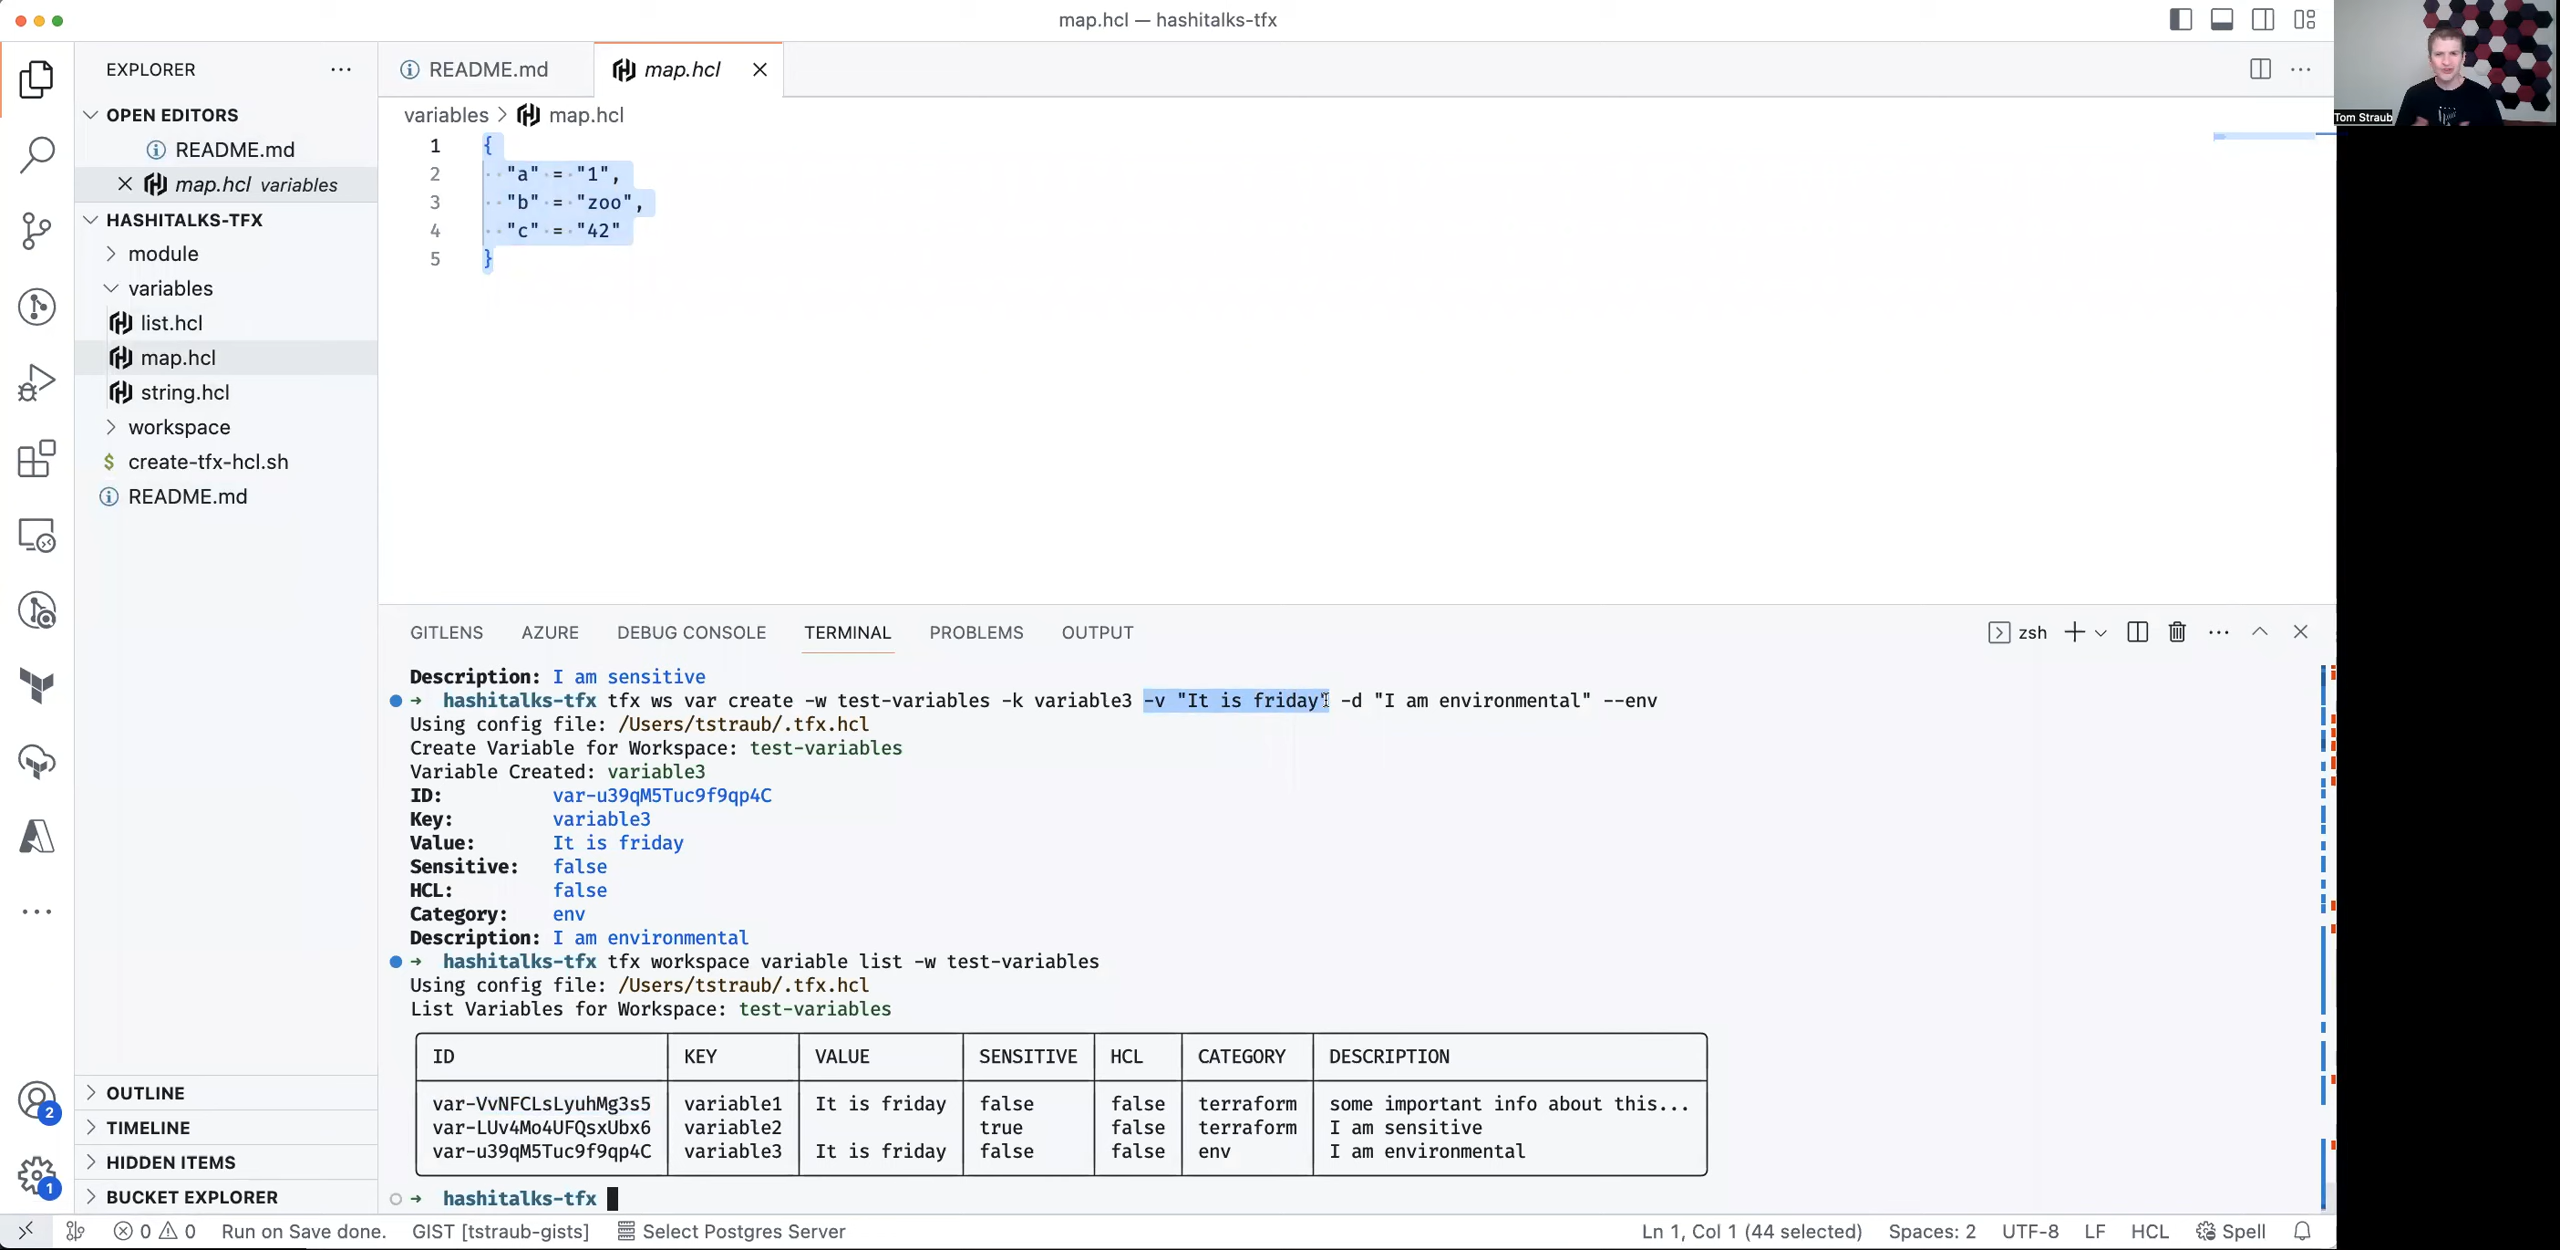 map.hcl — hashitalks-tfx
EXPLORER
OPEN EDITORS
README.md
map.hcl variables
HASHITALKS-TFX
module
variables
list.hcl
map.hcl
string.hcl
workspace
$ create-tfx-hcl.sh
README.md
OUTLINE
TIMELINE
HIDDEN ITEMS
BUCKET EXPLORER
2
1
README.md
map.hcl
variables > map.hcl
1 {
2 "a" = "1",
3 "b" = "zoo",
4 "c" = "42"
5 }
Tom Straub
GITLENS AZURE DEBUG CONSOLE TERMINAL PROBLEMS OUTPUT
zsh
Description: I am sensitive
→ hashitalks-tfx tfx ws var create -w test-variables -k variable3 -v "It is friday" -d "I am environmental" --env
Using config file: /Users/tstraub/.tfx.hcl
Create Variable for Workspace: test-variables
Variable Created: variable3
ID: var-u39qM5Tuc9f9qp4C
Key: variable3
Value: It is friday
Sensitive: false
HCL: false
Category: env
Description: I am environmental
→ hashitalks-tfx tfx workspace variable list -w test-variables
Using config file: /Users/tstraub/.tfx.hcl
List Variables for Workspace: test-variables
ID KEY VALUE SENSITIVE HCL CATEGORY DESCRIPTION
var-VvNFCLsLyuhMg3s5 variable1 It is friday false false terraform some important info about this...
var-LUv4Mo4UFQsxUbx6 variable2 true false terraform I am sensitive
var-u39qM5Tuc9f9qp4C variable3 It is friday false false env I am environmental
→ hashitalks-tfx
0 0 Run on Save done. GIST [tstraub-gists] Select Postgres Server Ln 1, Col 1 (44 selected) Spaces: 2 UTF-8 LF HCL Spell